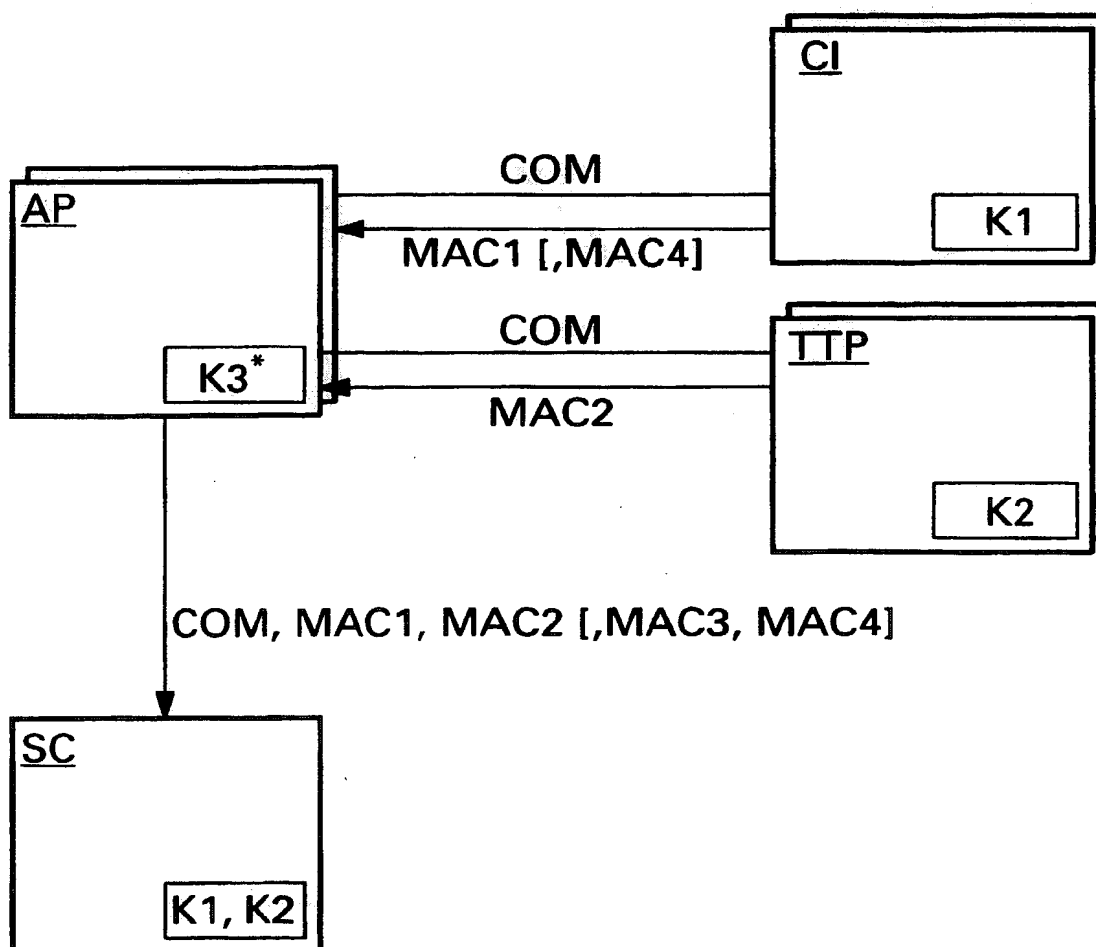 CI
K1
COM
MAC1 [,MAC4]
AP
K3*
COM
MAC2
TTP
K2
COM, MAC1, MAC2 [,MAC3, MAC4]
SC
K1, K2